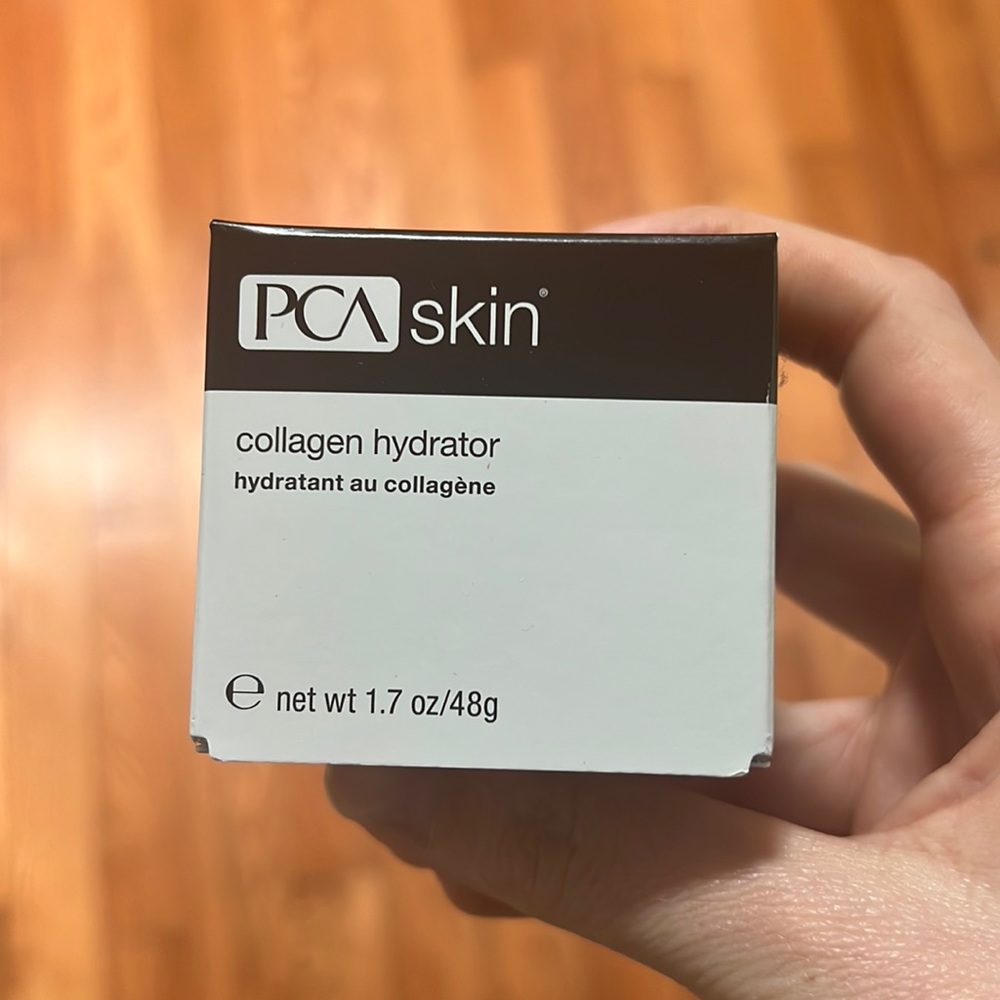 PCA skin®
collagen hydrator
hydratant au collagène
℮ net wt 1.7 oz/48g